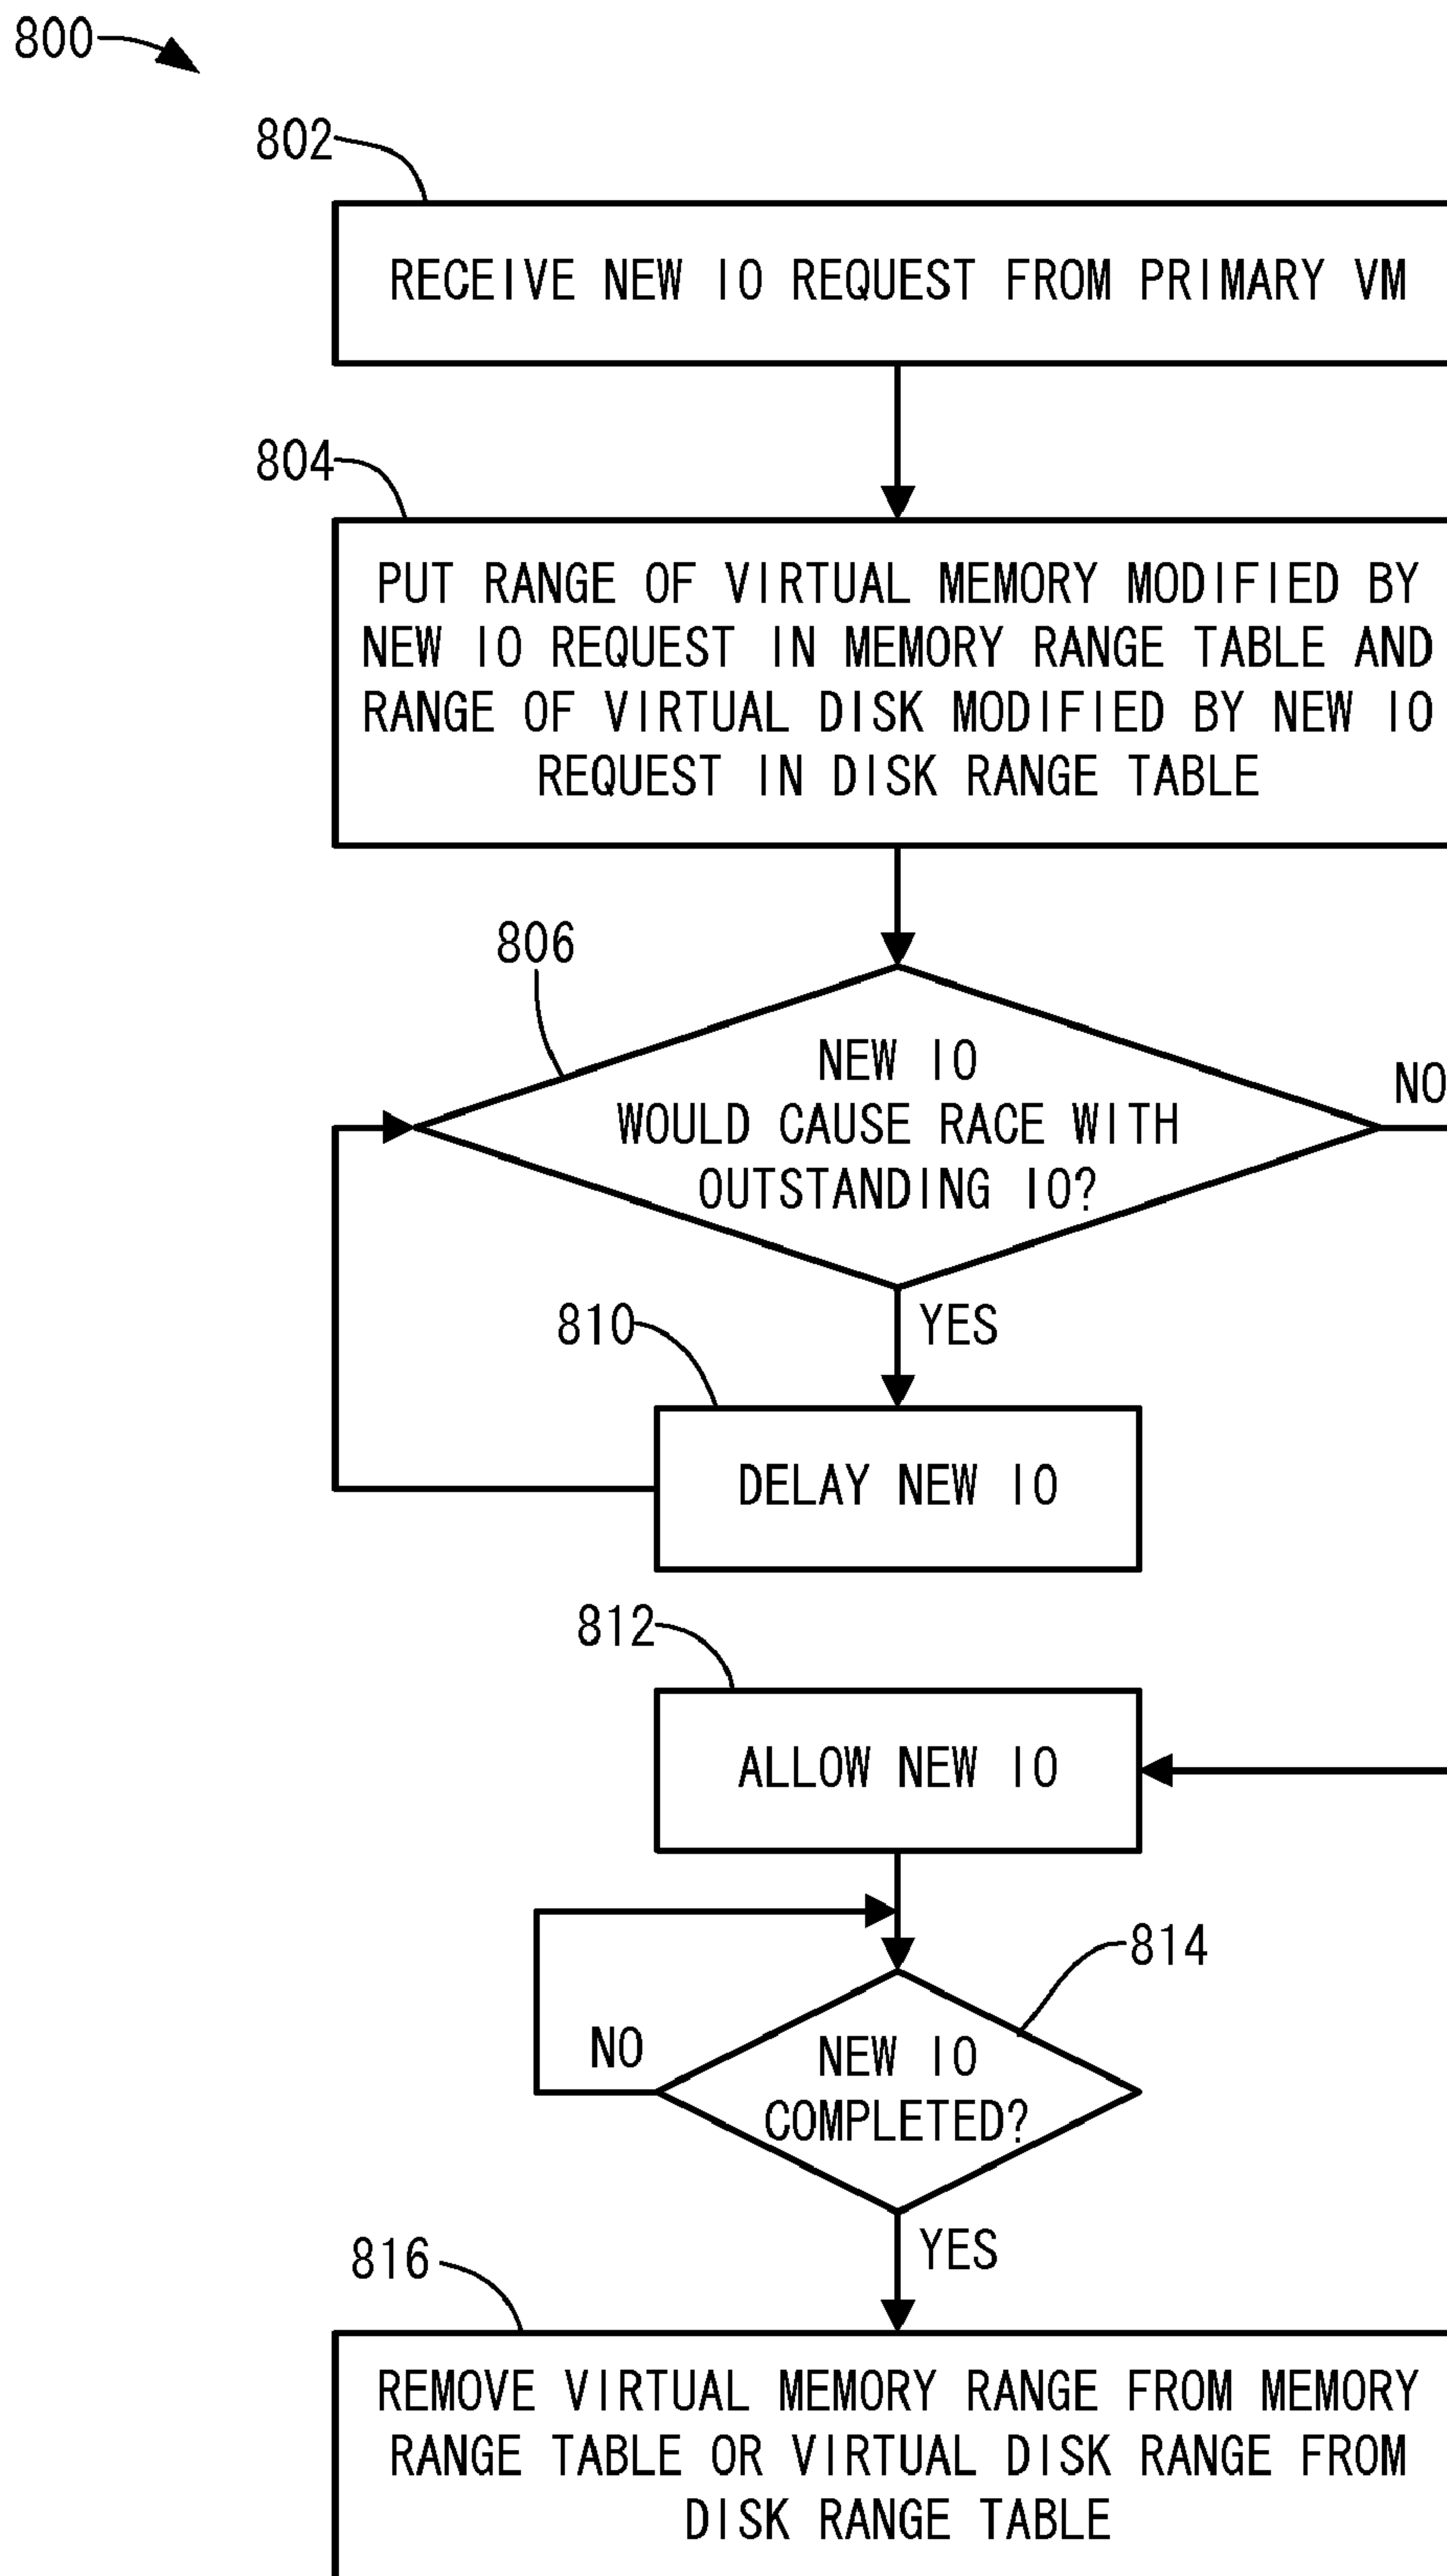 800
802
RECEIVE NEW IO REQUEST FROM PRIMARY VM
804
PUT RANGE OF VIRTUAL MEMORY MODIFIED BY
NEW IO REQUEST IN MEMORY RANGE TABLE AND
RANGE OF VIRTUAL DISK MODIFIED BY NEW IO
REQUEST IN DISK RANGE TABLE
806
NEW IO
WOULD CAUSE RACE WITH
OUTSTANDING IO?
NO
YES
810
DELAY NEW IO
812
ALLOW NEW IO
814
NEW IO
COMPLETED?
NO
YES
816
REMOVE VIRTUAL MEMORY RANGE FROM MEMORY
RANGE TABLE OR VIRTUAL DISK RANGE FROM
DISK RANGE TABLE